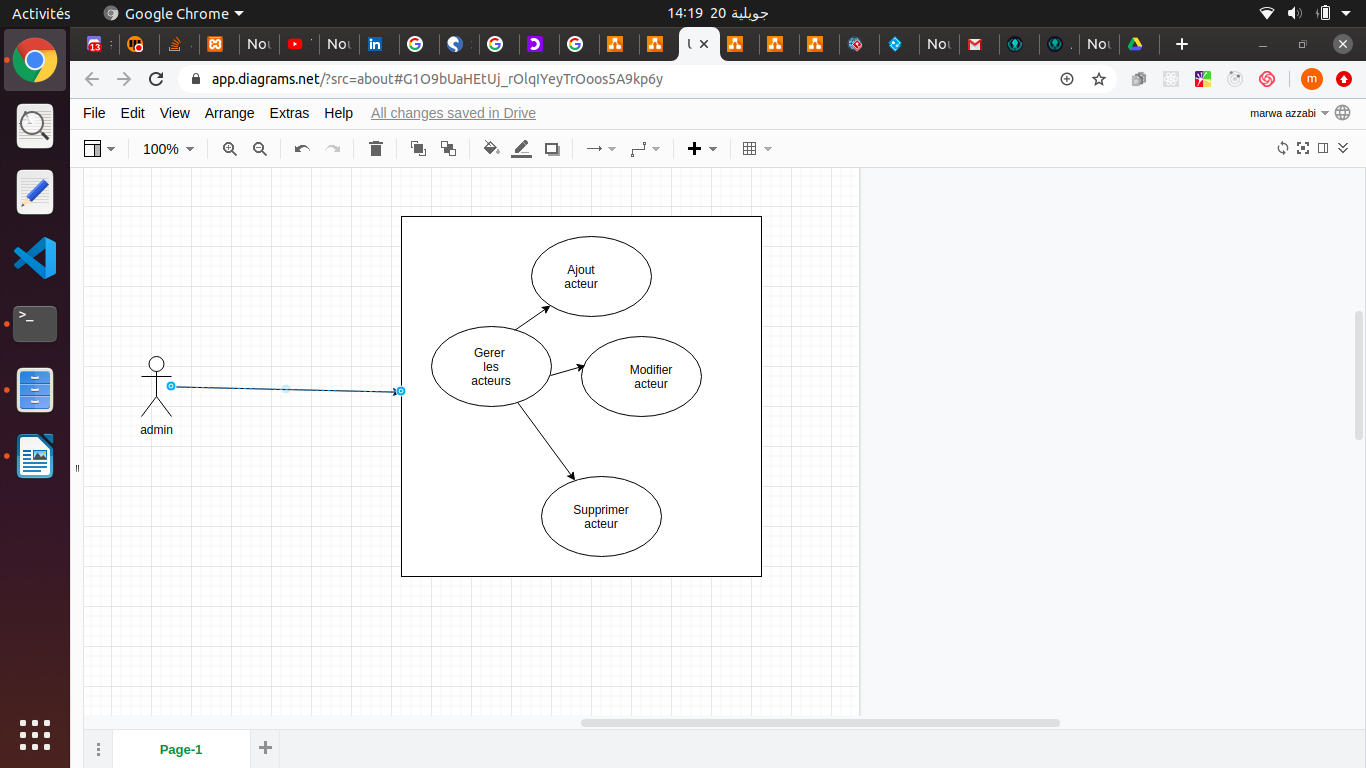 Activités
Google Chrome
14:19 20 جويلية
13
Nou
Nou
Nou
Nou
app.diagrams.net/?src=about#G1O9bUaHEtUj_rOlqIYeyTrOoos5A9kp6y
m
File Edit View Arrange Extras Help All changes saved in Drive
marwa azzabi
100%
Ajout
acteur
Gerer
les
acteurs
Modifier
acteur
admin
Supprimer
acteur
Page-1